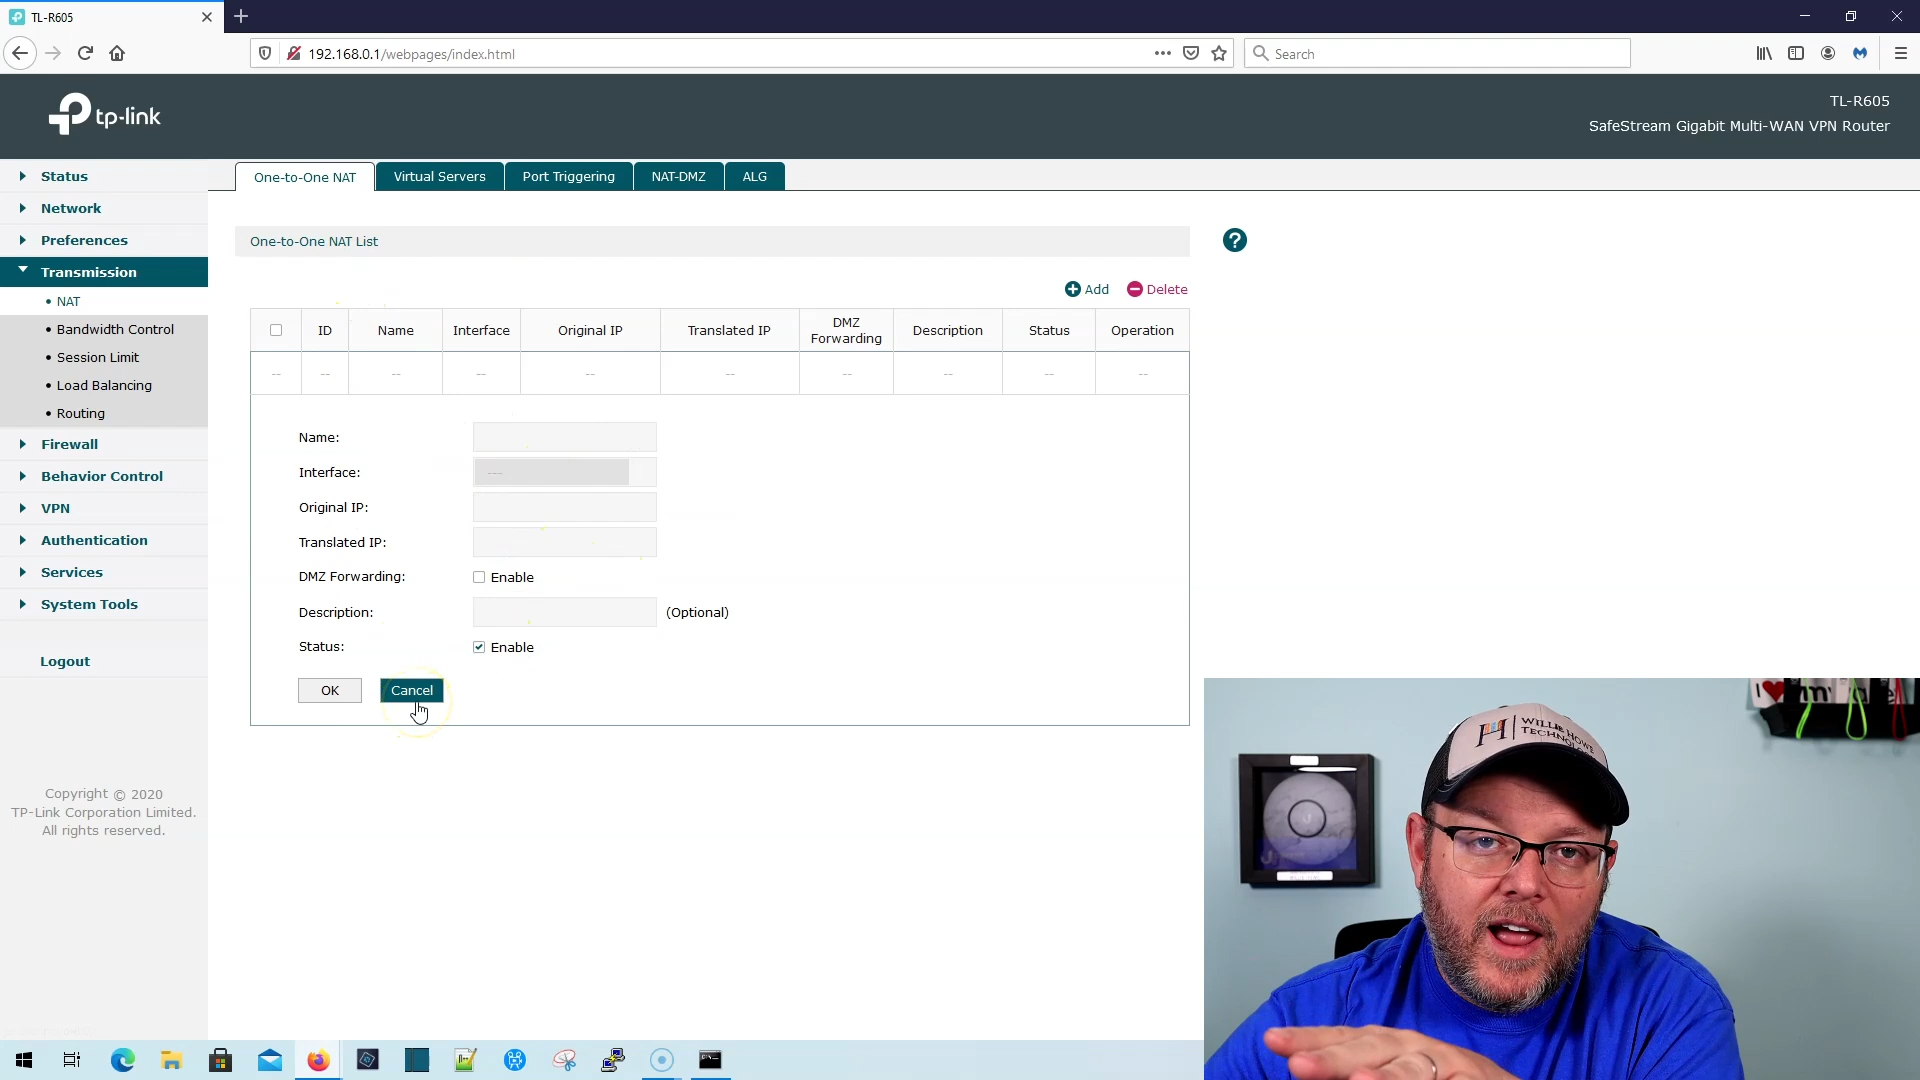 TL-R605
192.168.0.1/webpages/index.html
Search
tp-link
TL-R605
SafeStream Gigabit Multi-WAN VPN Router
Status
Network
Preferences
Transmission
• NAT
• Bandwidth Control
• Session Limit
• Load Balancing
• Routing
Firewall
Behavior Control
VPN
Authentication
Services
System Tools
Logout
Copyright © 2020
TP-Link Corporation Limited.
All rights reserved.
One-to-One NAT
Virtual Servers
Port Triggering
NAT-DMZ
ALG
One-to-One NAT List
?
Add
Delete
ID
Name
Interface
Original IP
Translated IP
DMZ
Forwarding
Description
Status
Operation
-- -- -- -- -- -- -- -- -- --
Name:
Interface:
---
Original IP:
Translated IP:
DMZ Forwarding:
Enable
Description:
(Optional)
Status:
Enable
OK
Cancel
H WILLIE HOWE
TECHNOLOGY
I